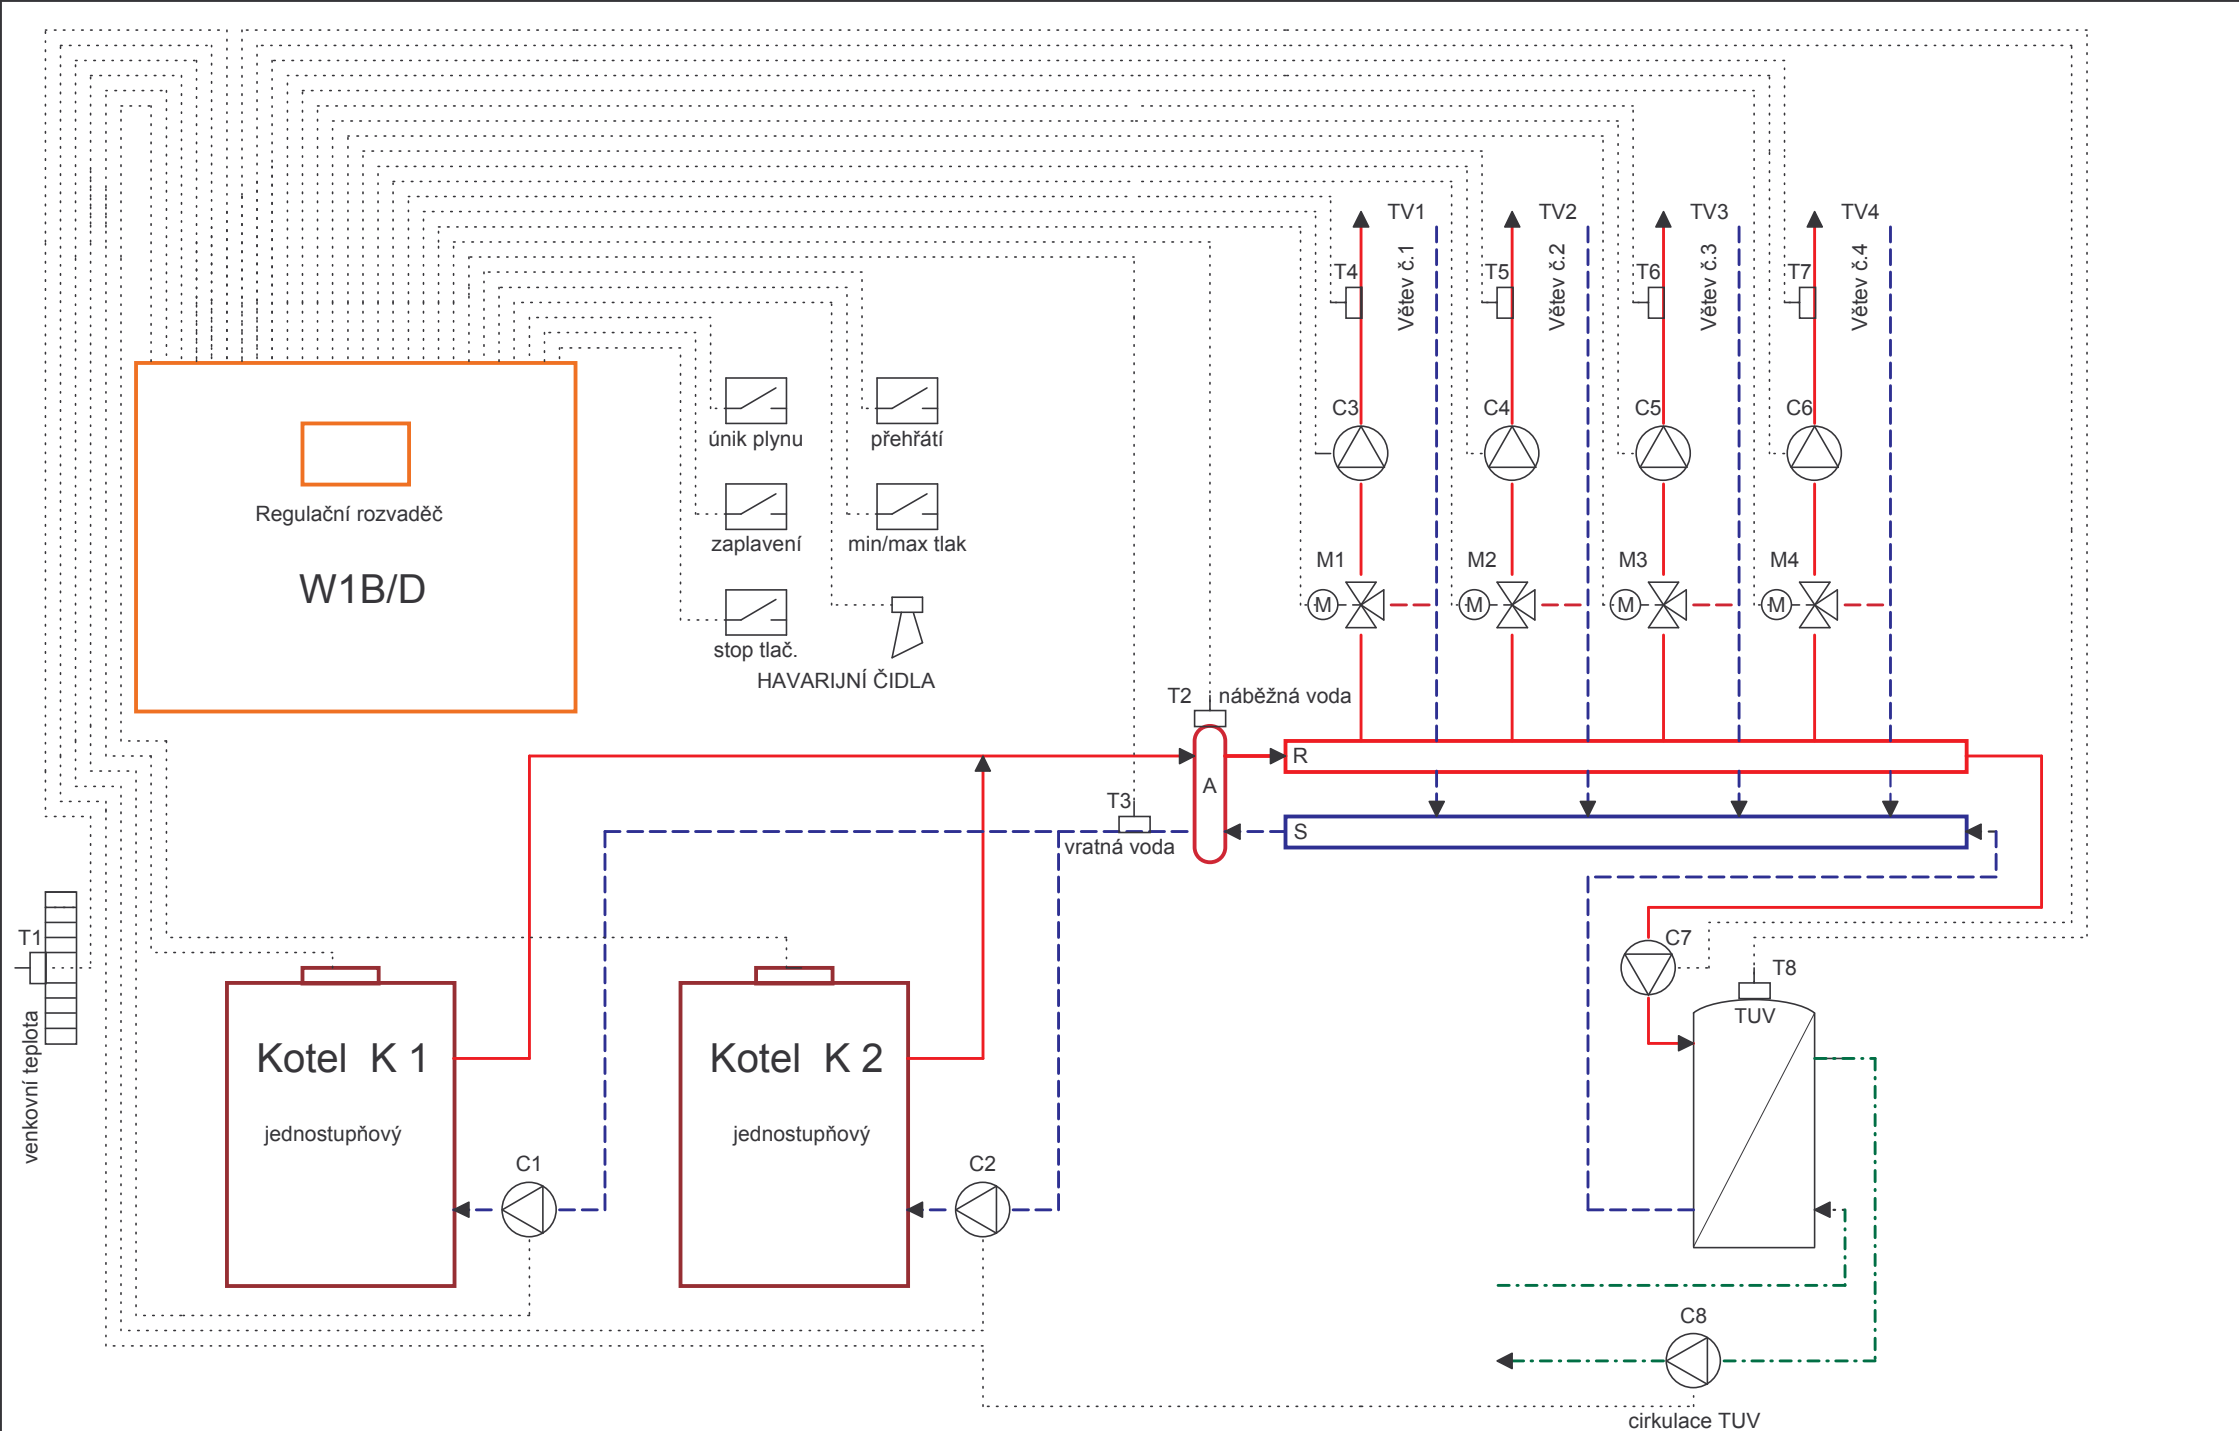 TV1
TV2
TV3
TV4
Větev č.1
Větev č.2
Větev č.3
Větev č.4
T4
T5
T6
T7
C3
C4
C5
C6
únik plynu
přehřátí
Regulační rozvaděč
W1B/D
zaplavení
min/max tlak
M1
M2
M3
M4
M
M
M
M
stop tlač.
HAVARIJNÍ ČIDLA
T2
náběžná voda
R
A
T3
S
vratná voda
T1
venkovní teplota
C7
T8
TUV
Kotel K 1
Kotel K 2
jednostupňový
jednostupňový
C1
C2
C8
cirkulace TUV